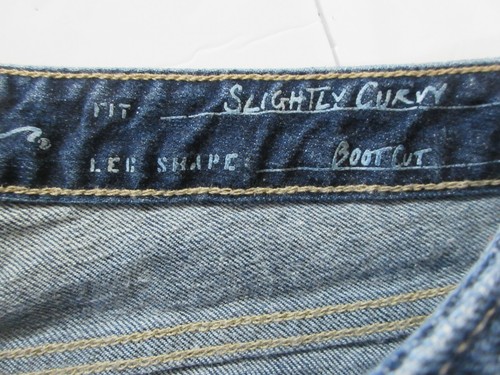 FIT SLIGHTLY CURVY
LEG SHAPE: BOOT CUT